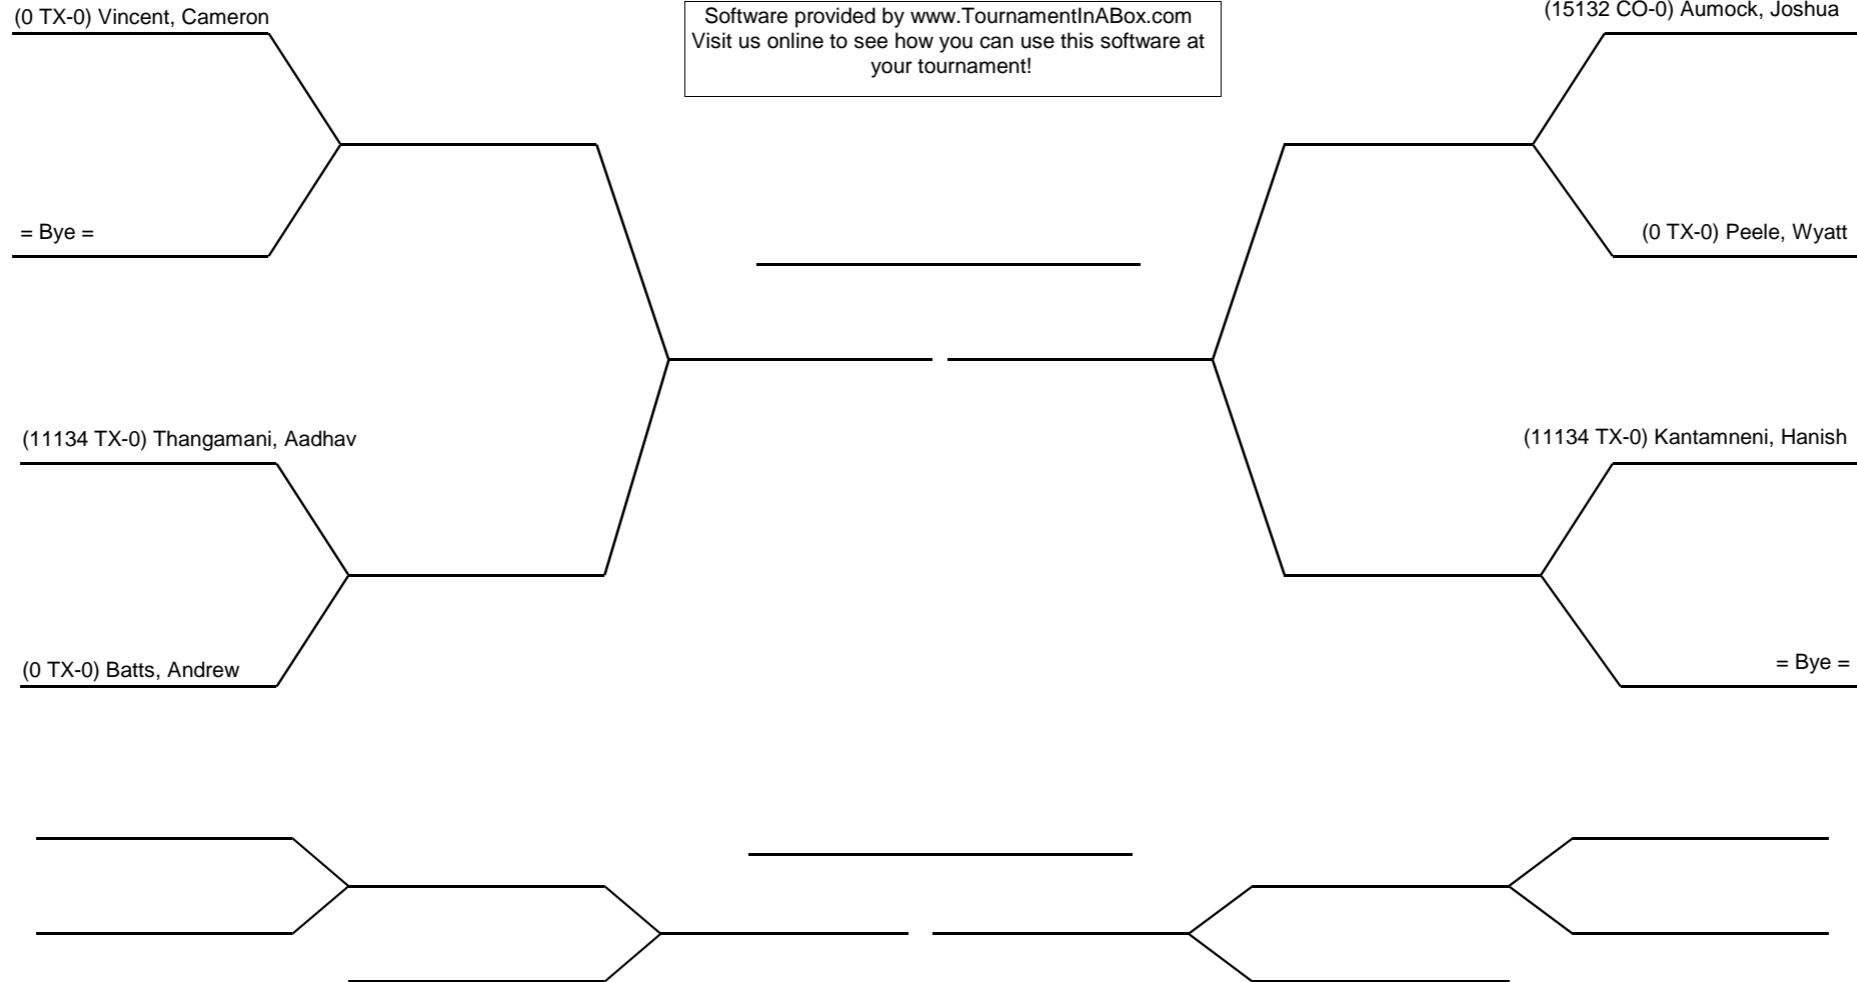 (0 TX-0) Vincent, Cameron
Software provided by www.TournamentInABox.com
Visit us online to see how you can use this software at
your tournament!
(15132 CO-0) Aumock, Joshua
= Bye =
(0 TX-0) Peele, Wyatt
(11134 TX-0) Thangamani, Aadhav
(11134 TX-0) Kantamneni, Hanish
(0 TX-0) Batts, Andrew
= Bye =